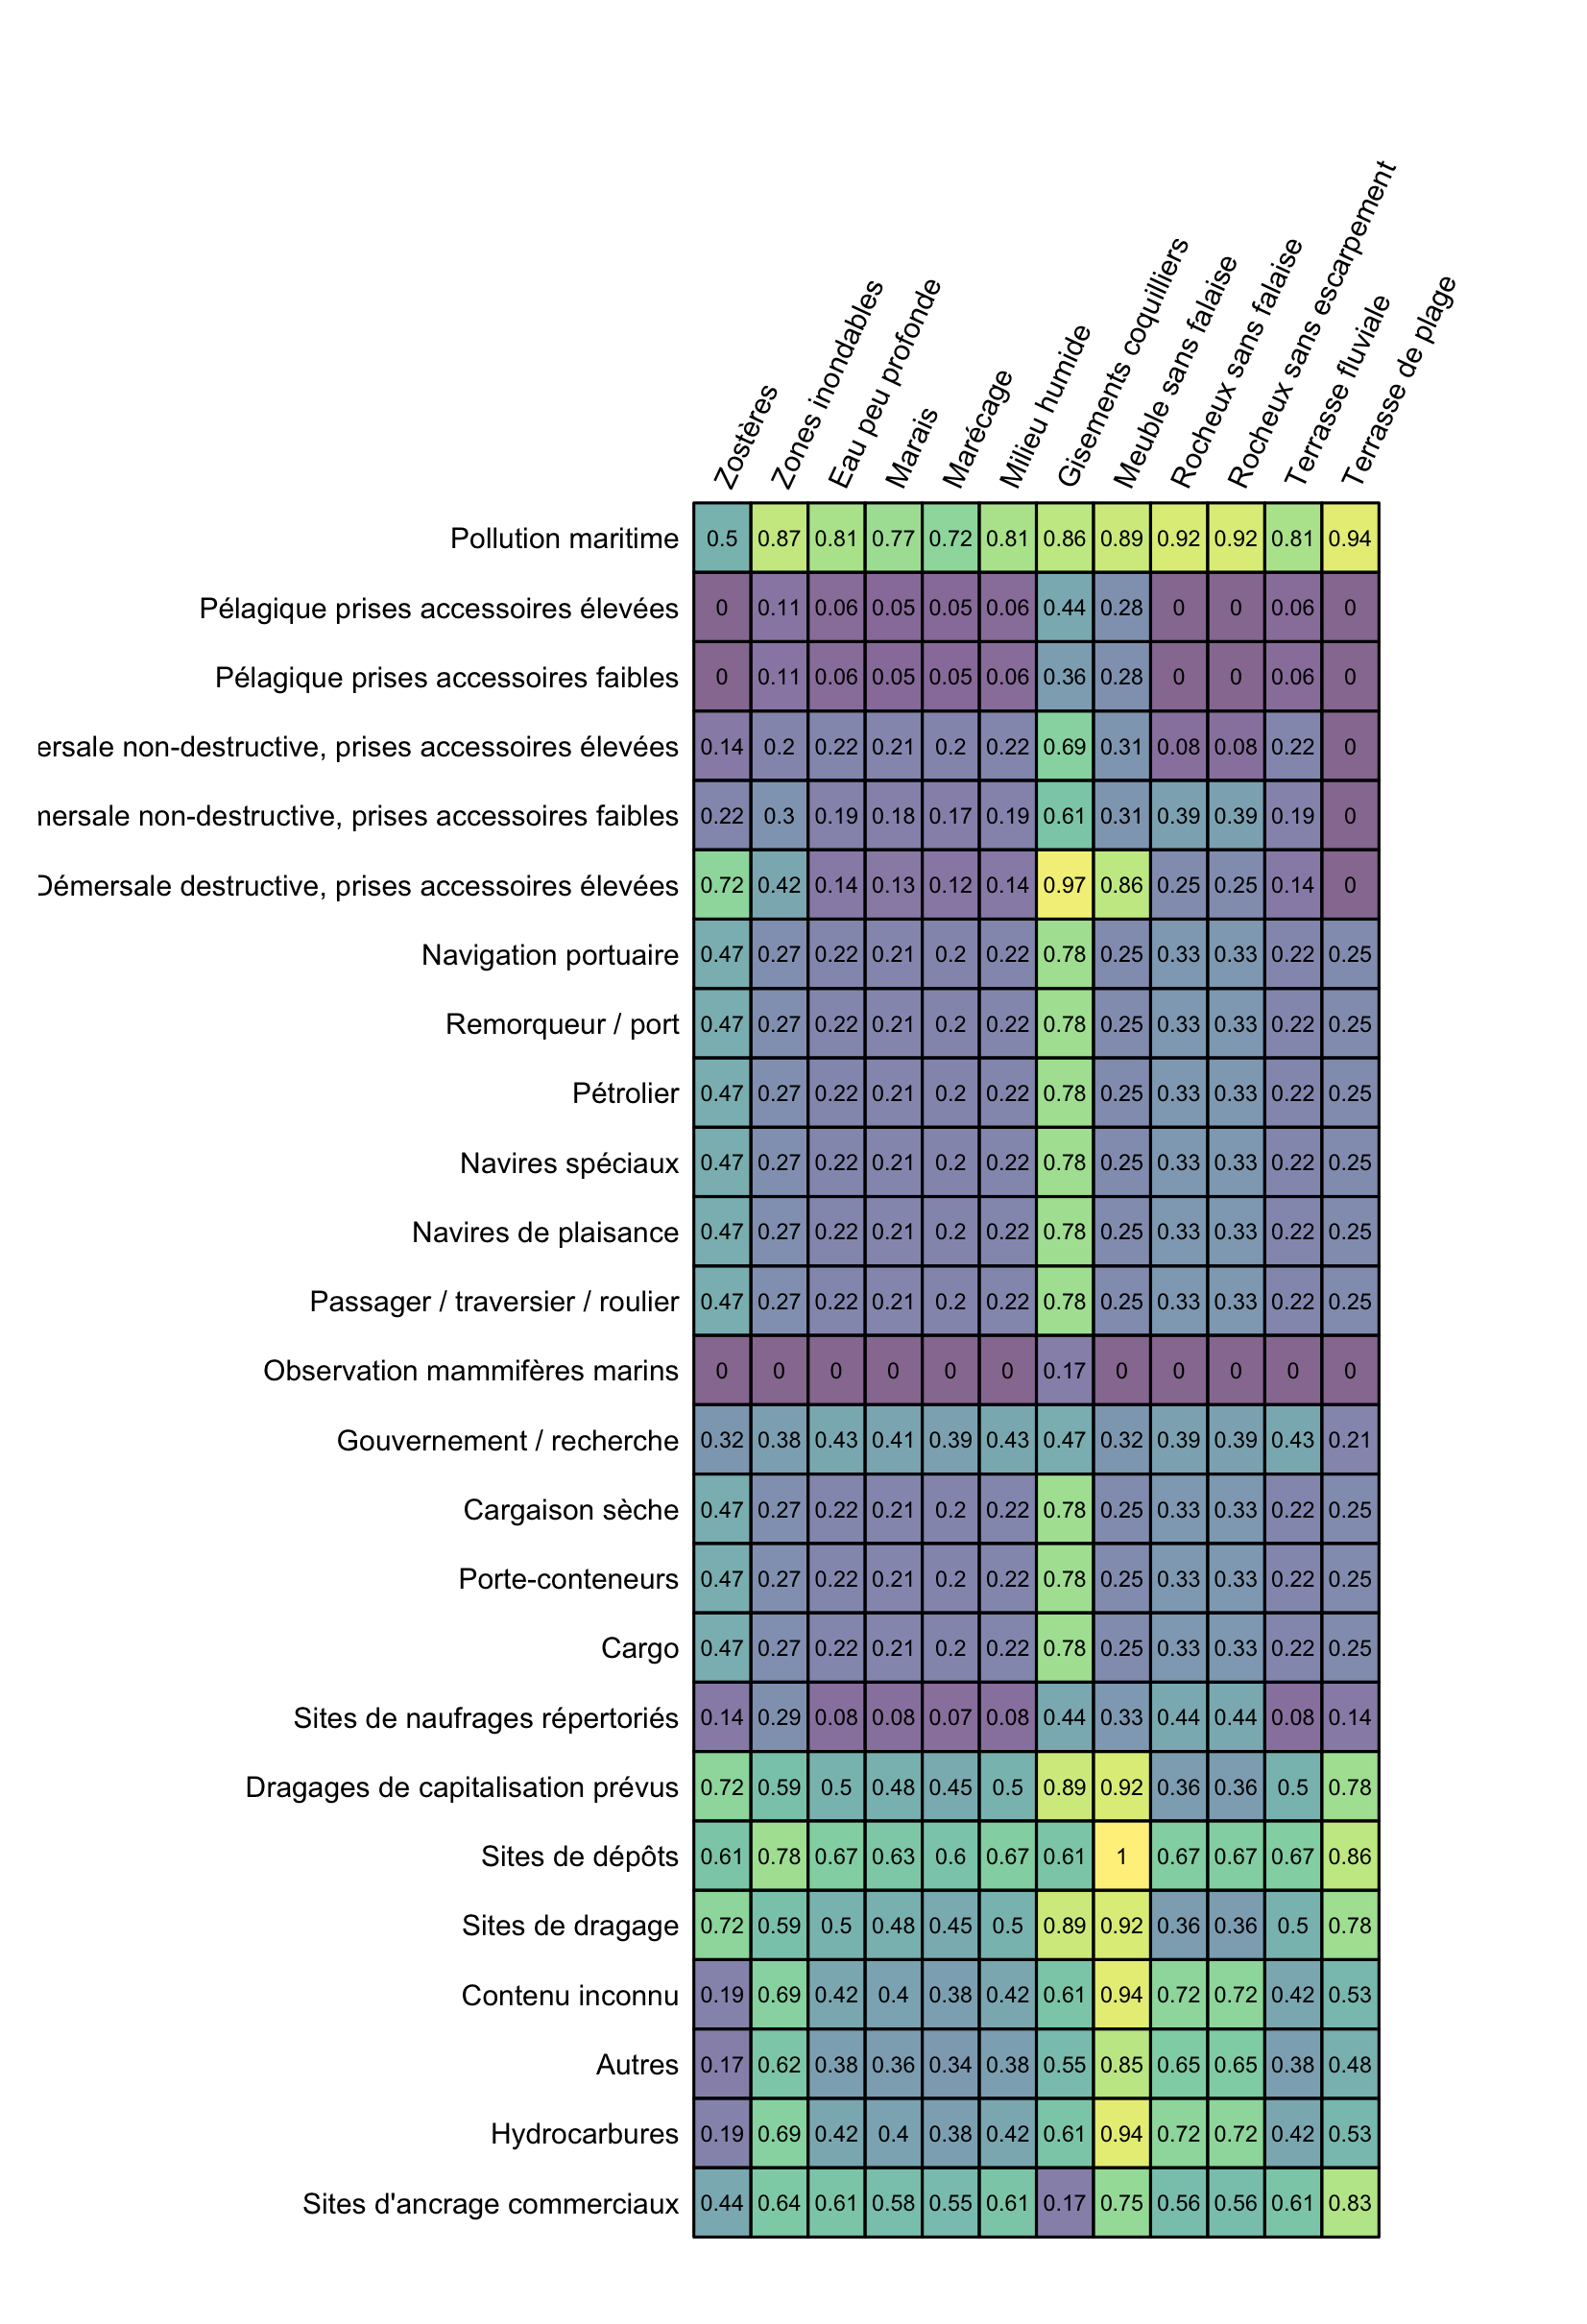 Zostères
Zones inondables
Eau peu profonde
Marais
Marécage
Milieu humide
Gisements coquilliers
Meuble sans falaise
Rocheux sans falaise
Rocheux sans escarpement
Terrasse fluviale
Terrasse de plage
Pollution maritime 0.5 0.87 0.81 0.77 0.72 0.81 0.86 0.89 0.92 0.92 0.81 0.94
Pélagique prises accessoires élevées 0 0.11 0.06 0.05 0.05 0.06 0.44 0.28 0 0 0.06 0
Pélagique prises accessoires faibles 0 0.11 0.06 0.05 0.05 0.06 0.36 0.28 0 0 0.06 0
ersale non-destructive, prises accessoires élevées 0.14 0.2 0.22 0.21 0.2 0.22 0.69 0.31 0.08 0.08 0.22 0
mersale non-destructive, prises accessoires faibles 0.22 0.3 0.19 0.18 0.17 0.19 0.61 0.31 0.39 0.39 0.19 0
Démersale destructive, prises accessoires élevées 0.72 0.42 0.14 0.13 0.12 0.14 0.97 0.86 0.25 0.25 0.14 0
Navigation portuaire 0.47 0.27 0.22 0.21 0.2 0.22 0.78 0.25 0.33 0.33 0.22 0.25
Remorqueur / port 0.47 0.27 0.22 0.21 0.2 0.22 0.78 0.25 0.33 0.33 0.22 0.25
Pétrolier 0.47 0.27 0.22 0.21 0.2 0.22 0.78 0.25 0.33 0.33 0.22 0.25
Navires spéciaux 0.47 0.27 0.22 0.21 0.2 0.22 0.78 0.25 0.33 0.33 0.22 0.25
Navires de plaisance 0.47 0.27 0.22 0.21 0.2 0.22 0.78 0.25 0.33 0.33 0.22 0.25
Passager / traversier / roulier 0.47 0.27 0.22 0.21 0.2 0.22 0.78 0.25 0.33 0.33 0.22 0.25
Observation mammifères marins 0 0 0 0 0 0 0.17 0 0 0 0 0
Gouvernement / recherche 0.32 0.38 0.43 0.41 0.39 0.43 0.47 0.32 0.39 0.39 0.43 0.21
Cargaison sèche 0.47 0.27 0.22 0.21 0.2 0.22 0.78 0.25 0.33 0.33 0.22 0.25
Porte-conteneurs 0.47 0.27 0.22 0.21 0.2 0.22 0.78 0.25 0.33 0.33 0.22 0.25
Cargo 0.47 0.27 0.22 0.21 0.2 0.22 0.78 0.25 0.33 0.33 0.22 0.25
Sites de naufrages répertoriés 0.14 0.29 0.08 0.08 0.07 0.08 0.44 0.33 0.44 0.44 0.08 0.14
Dragages de capitalisation prévus 0.72 0.59 0.5 0.48 0.45 0.5 0.89 0.92 0.36 0.36 0.5 0.78
Sites de dépôts 0.61 0.78 0.67 0.63 0.6 0.67 0.61 1 0.67 0.67 0.67 0.86
Sites de dragage 0.72 0.59 0.5 0.48 0.45 0.5 0.89 0.92 0.36 0.36 0.5 0.78
Contenu inconnu 0.19 0.69 0.42 0.4 0.38 0.42 0.61 0.94 0.72 0.72 0.42 0.53
Autres 0.17 0.62 0.38 0.36 0.34 0.38 0.55 0.85 0.65 0.65 0.38 0.48
Hydrocarbures 0.19 0.69 0.42 0.4 0.38 0.42 0.61 0.94 0.72 0.72 0.42 0.53
Sites d'ancrage commerciaux 0.44 0.64 0.61 0.58 0.55 0.61 0.17 0.75 0.56 0.56 0.61 0.83